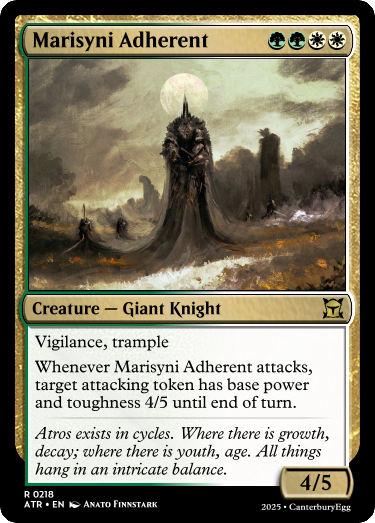 Marisyni Adherent
Creature — Giant Knight
Vigilance, trample
Whenever Marisyni Adherent attacks,
target attacking token has base power
and toughness 4/5 until end of turn.
Atros exists in cycles. Where there is growth,
decay; where there is youth, age. All things
hang in an intricate balance.
4/5
R 0218
ATR • EN Anato Finnstark
2025 • CanterburyEgg